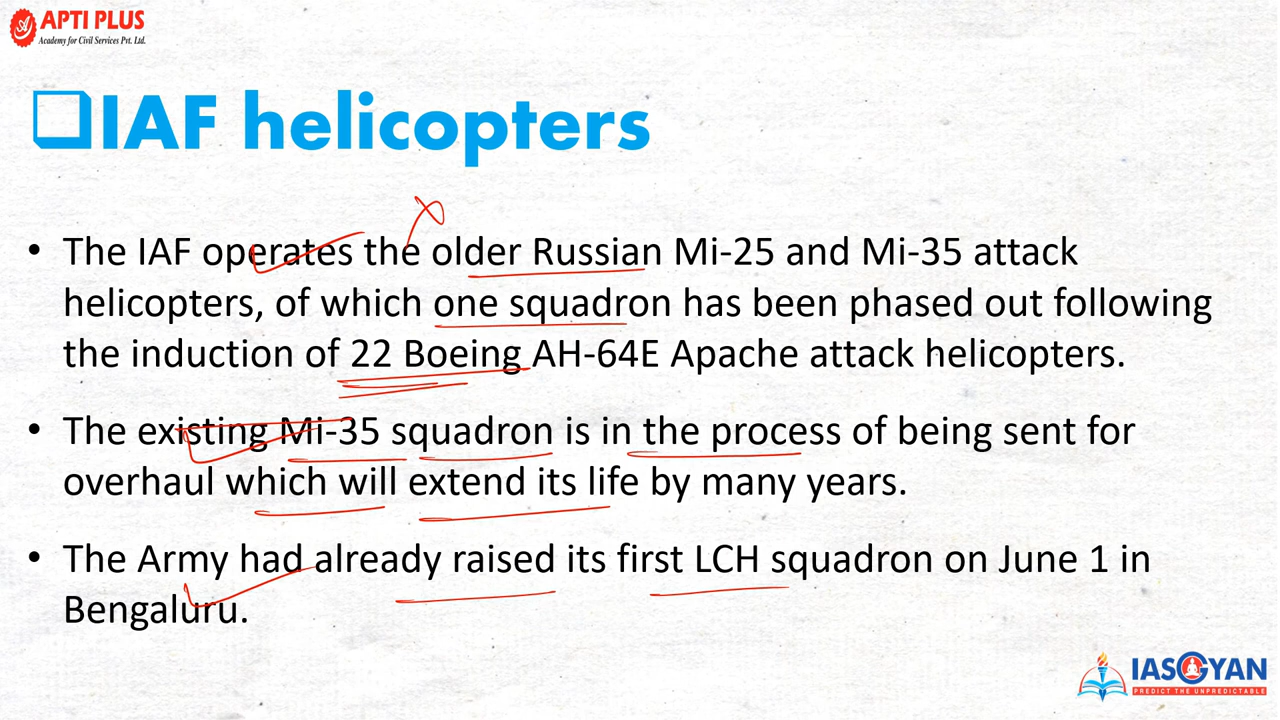 APTI PLUS
Academy for Civil Services Pvt. Ltd.
IAF helicopters
• The IAF operates the older Russian Mi-25 and Mi-35 attack
helicopters, of which one squadron has been phased out following
the induction of 22 Boeing AH-64E Apache attack helicopters.
• The existing Mi-35 squadron is in the process of being sent for
overhaul which will extend its life by many years.
• The Army had already raised its first LCH squadron on June 1 in
Bengaluru.
IASGYAN
PREDICT THE UNPREDICTABLE